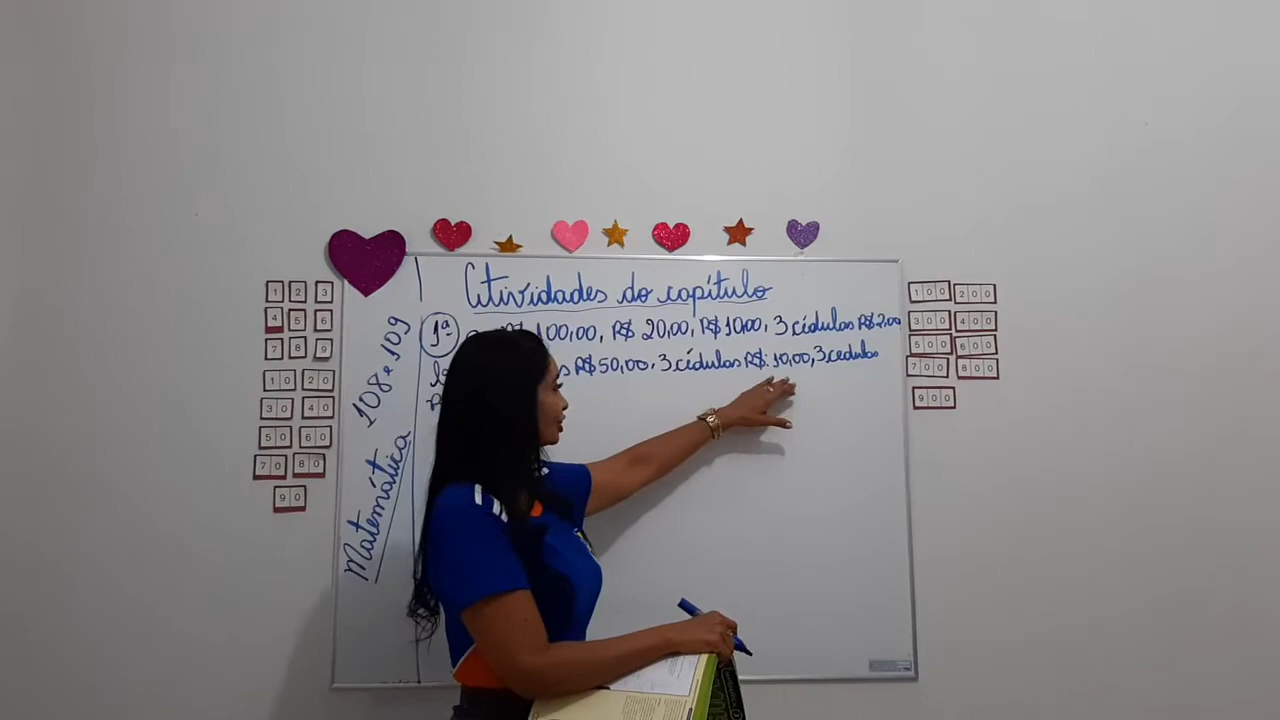 Atividades do capítulo
1ª
100,00, R$ 20,00, R$ 10,00, 3 cédulas R$ 2,00
R$ 50,00, 3 cédulas R$: 10,00, 3 cedulas
Matemática 108 e 109
1 2 3
4 5 6
7 8 9
10 20
30 40
50 60
70 80
90
100 200
300 400
500 600
700 800
900